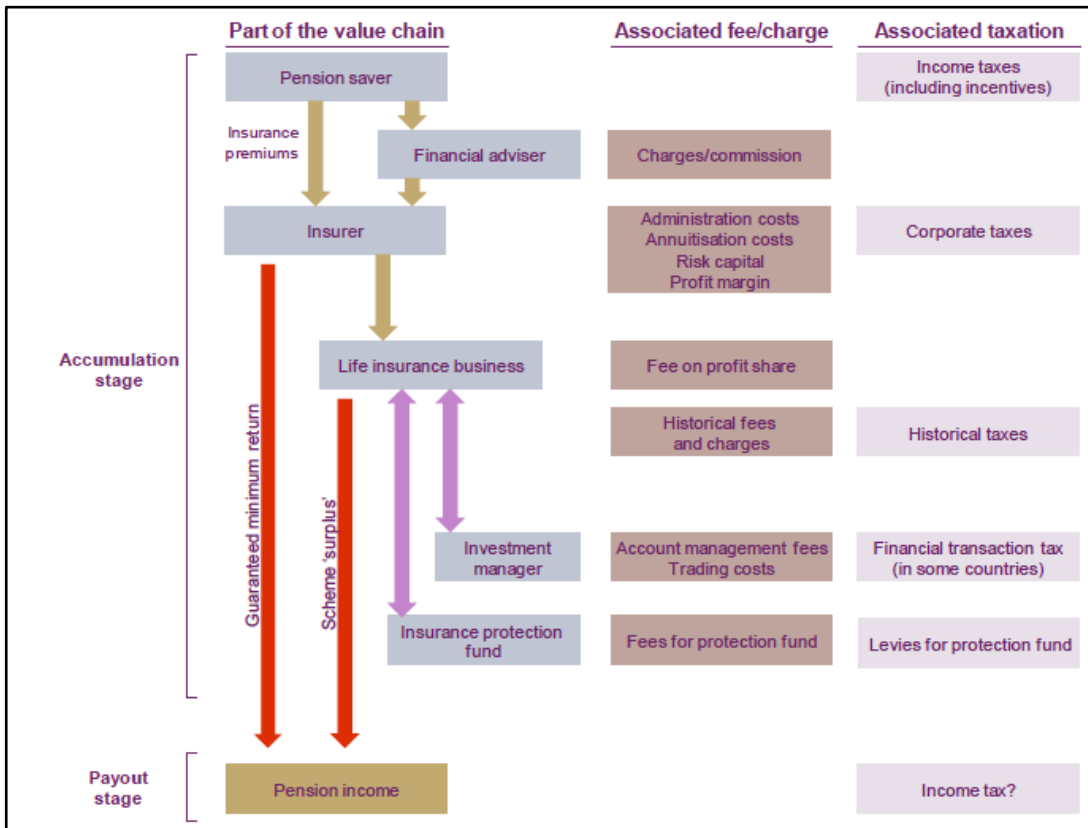 Part of the value chain
Associated fee/charge
Associated taxation
Pension saver
Income taxes
(including incentives)
Insurance
premiums
Financial adviser
Charges/commission
Insurer
Administration costs
Annuitisation costs
Risk capital
Profit margin
Corporate taxes
Accumulation
stage
Life insurance business
Fee on profit share
Historical fees
and charges
Historical taxes
Guaranteed minimum return
Scheme 'surplus'
Investment
manager
Account management fees
Trading costs
Financial transaction tax
(in some countries)
Insurance protection
fund
Fees for protection fund
Levies for protection fund
Payout
stage
Pension income
Income tax?